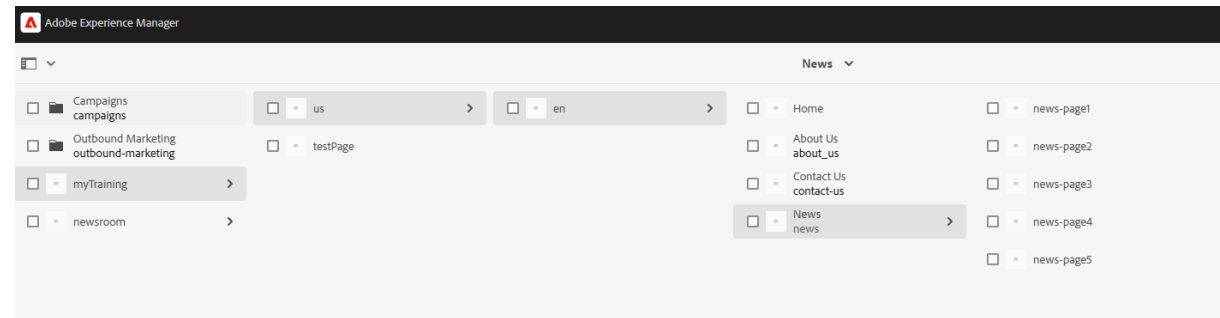 Adobe Experience Manager
News
Campaigns
campaigns
Outbound Marketing
outbound-marketing
myTraining
newsroom
us
testPage
en
Home
About Us
about_us
Contact Us
contact-us
News
news
news-page1
news-page2
news-page3
news-page4
news-page5